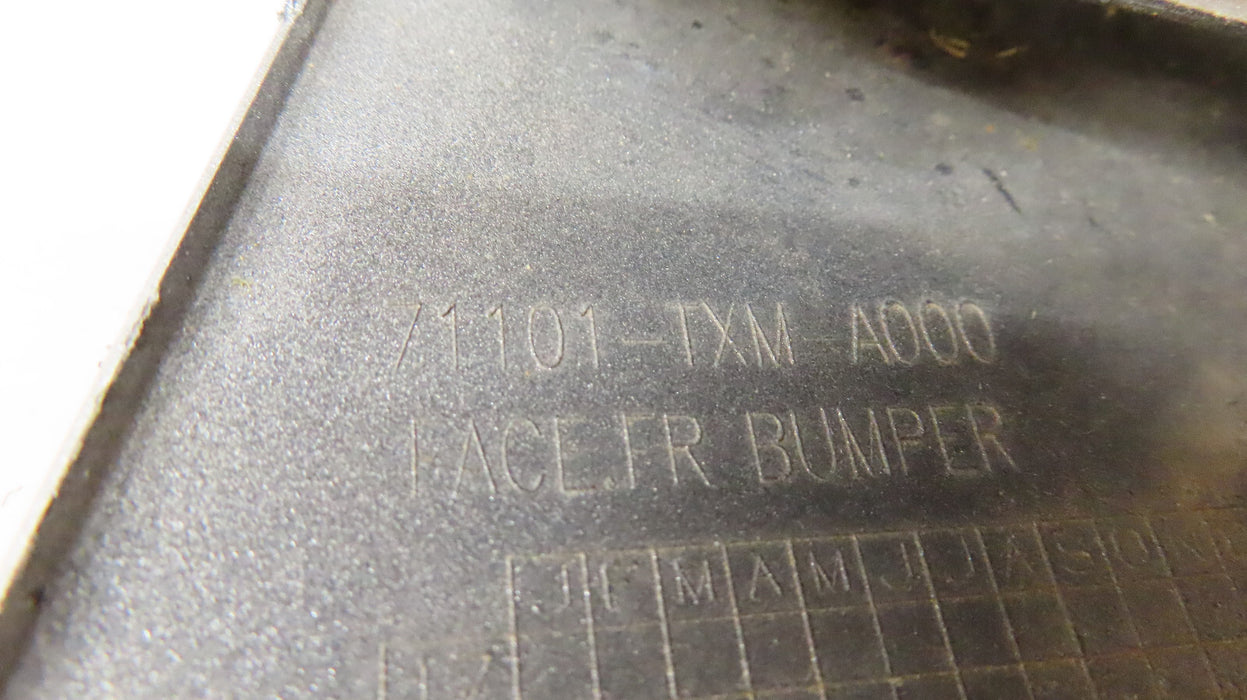 71101-TXM-A000
FACE.FR BUMPER
J F M A M J J A S O N D